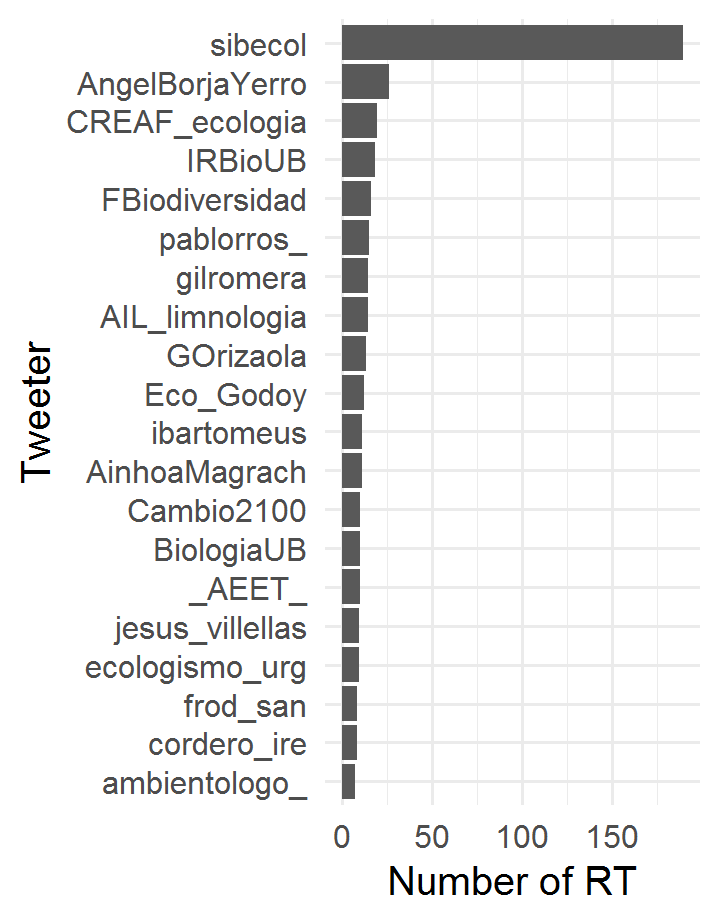 sibecol
AngelBorjaYerro
CREAF_ecologia
IRBioUB
FBiodiversidad
pablorros_
gilromera
AIL_limnologia
GOrizaola
Eco_Godoy
ibartomeus
AinhoaMagrach
Cambio2100
BiologiaUB
_AEET_
jesus_villellas
ecologismo_urg
frod_san
cordero_ire
ambientologo_
Tweeter
0 50 100 150
Number of RT